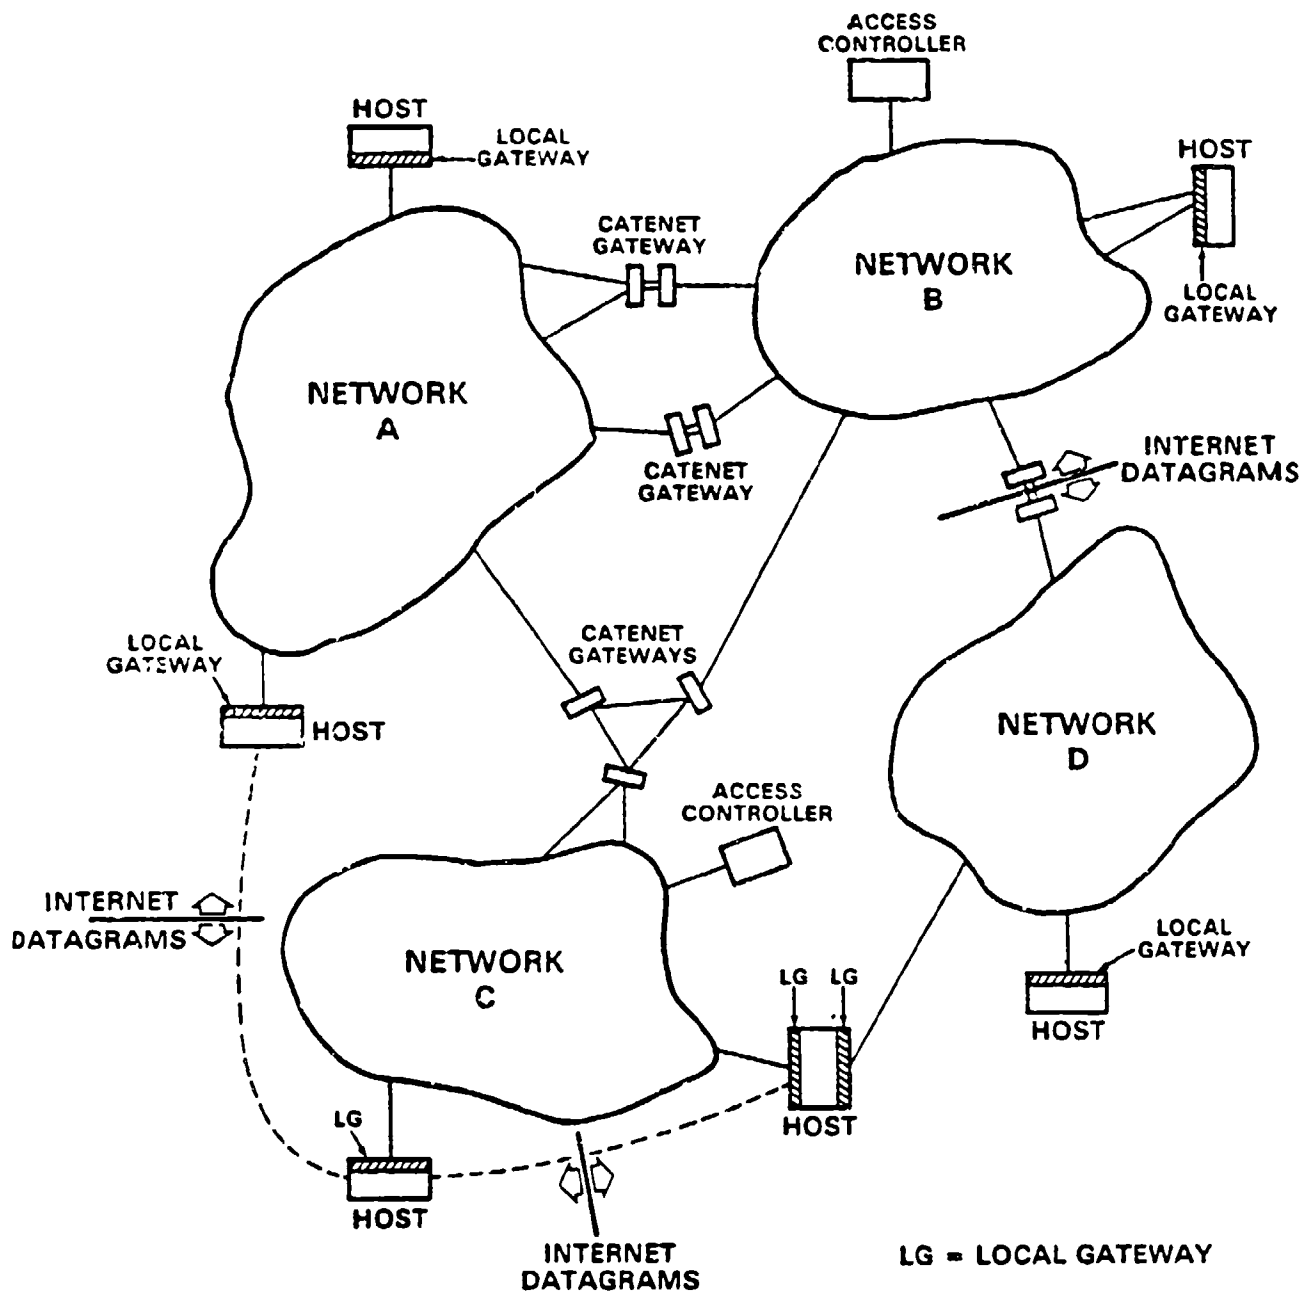 ACCESS
CONTROLLER
HOST
LOCAL
GATEWAY
HOST
CATENET
GATEWAY
NETWORK
B
LOCAL
GATEWAY
NETWORK
A
CATENET
GATEWAY
INTERNET
DATAGRAMS
LOCAL
GATEWAY
HOST
CATENET
GATEWAYS
NETWORK
D
ACCESS
CONTROLLER
INTERNET
DATAGRAMS
NETWORK
C
LOCAL
GATEWAY
HOST
LG
LG
HOST
LG
HOST
INTERNET
DATAGRAMS
LG = LOCAL GATEWAY